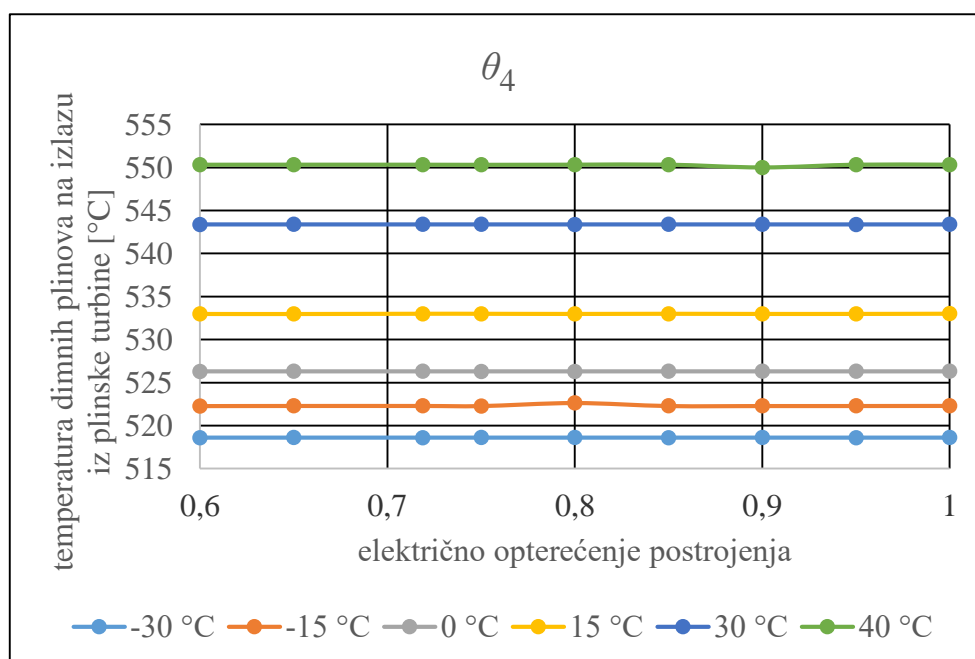 θ4
temperatura dimnih plinova na izlazu
iz plinske turbine [°C]
555
550
545
540
535
530
525
520
515
0,6 0,7 0,8 0,9 1
električno opterećenje postrojenja
-30 °C -15 °C 0 °C 15 °C 30 °C 40 °C